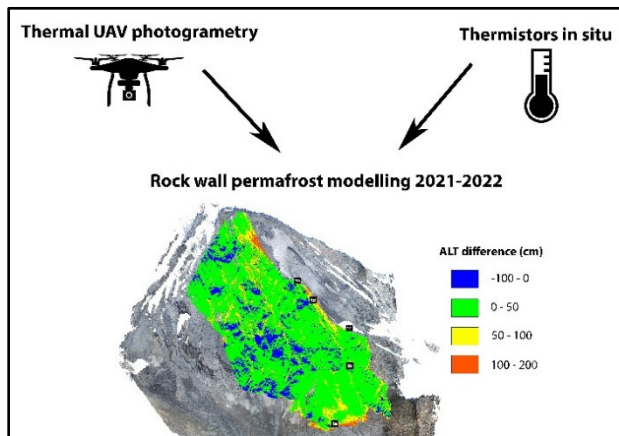 Thermal UAV photogrametry
Thermistors in situ
Rock wall permafrost modelling 2021-2022
ALT difference (cm)
-100 - 0
0 - 50
50 - 100
100 - 200